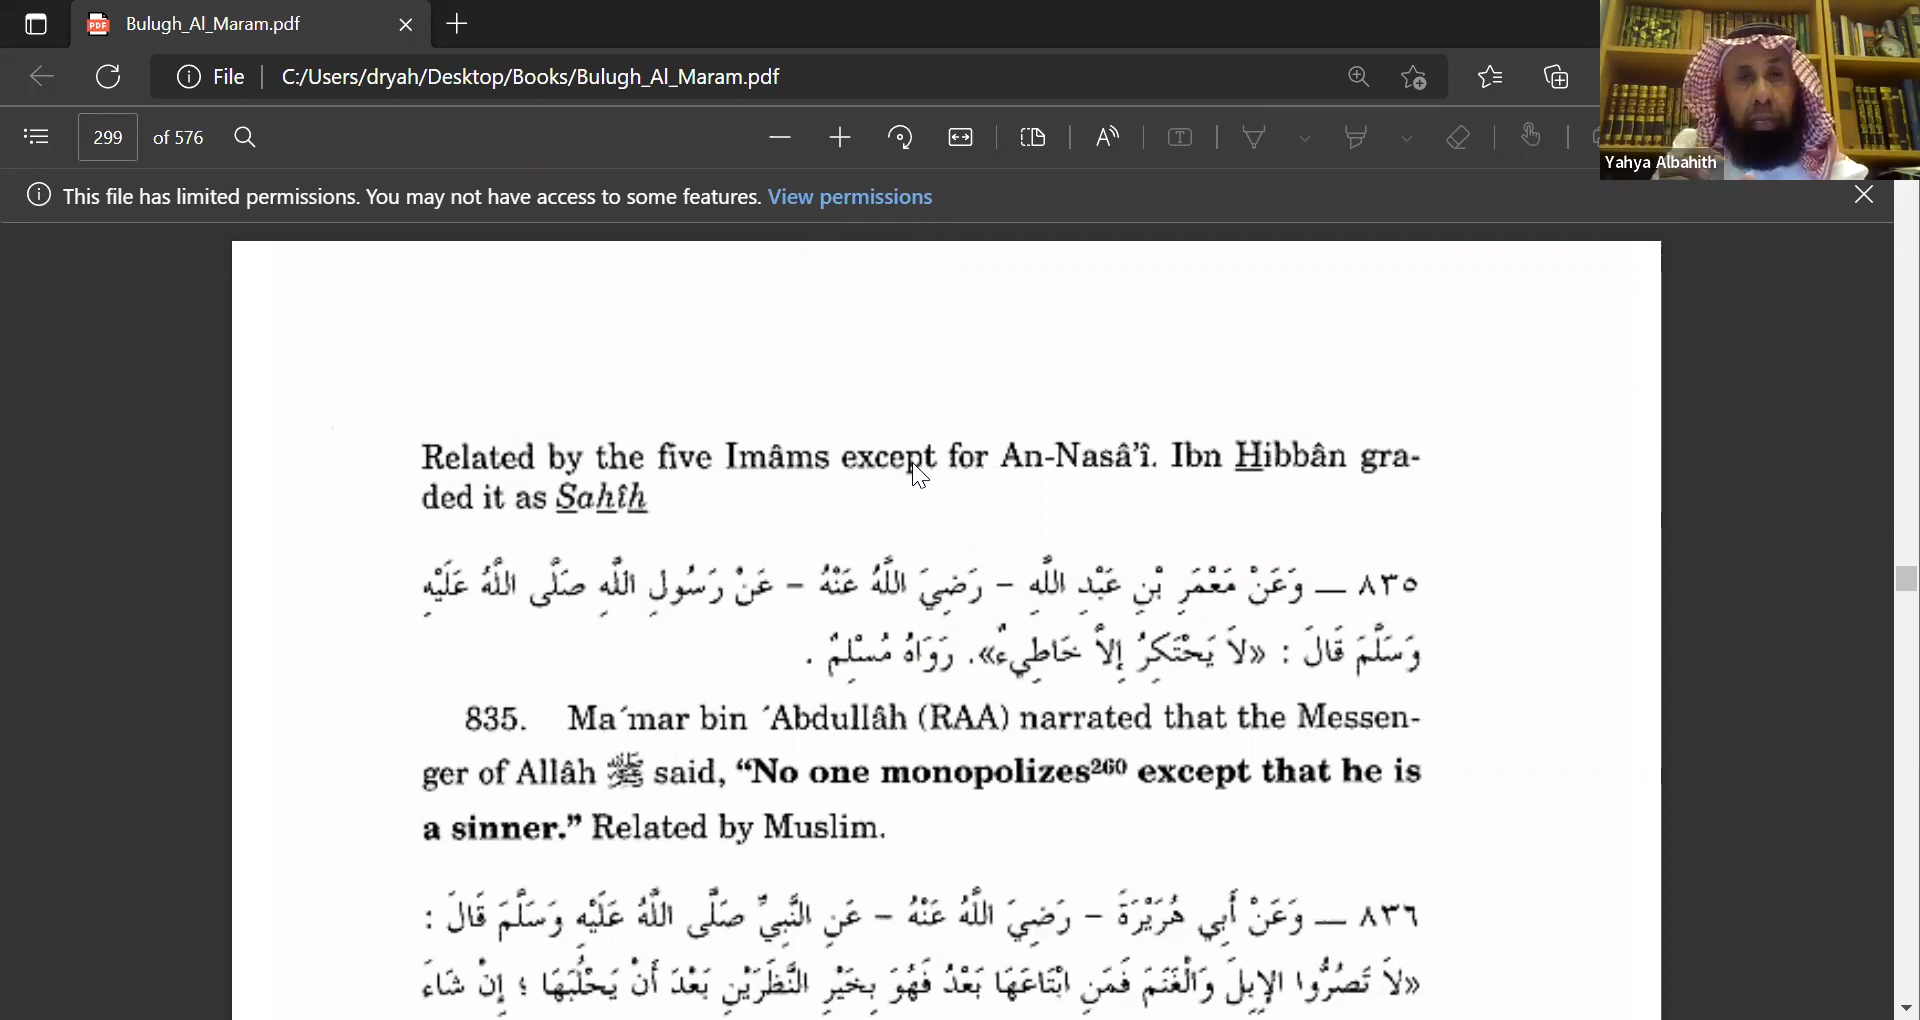 Bulugh_Al_Maram.pdf
File C:/Users/dryah/Desktop/Books/Bulugh_Al_Maram.pdf
299 of 576
Yahya Albahith
This file has limited permissions. You may not have access to some features. View permissions
Related by the five Imâms except for An-Nasâ'î. Ibn Hibbân gra-
ded it as Sahîh
٨٣٥ — وَعَنْ مَعْمَرِ بْنِ عَبْدِ اللَّهِ – رَضِيَ اللَّهُ عَنْهُ – عَنْ رَسُولِ اللَّهِ صَلَّى اللَّهُ عَلَيْهِ
وَسَلَّمَ قَالَ : «لاَ يَحْتَكِرُ إِلاَّ خَاطِيءٌ». رَوَاهُ مُسْلِمٌ .
835. Ma´mar bin ´Abdullâh (RAA) narrated that the Messen-
ger of Allâh ﷺ said, “No one monopolizes²⁶⁰ except that he is
a sinner.” Related by Muslim.
٨٣٦ — وَعَنْ أَبِي هُرَيْرَةَ – رَضِيَ اللَّهُ عَنْهُ – عَنِ النَّبِيِّ صَلَّى اللَّهُ عَلَيْهِ وَسَلَّمَ قَالَ :
«لاَ تَصُرُّوا الإِبِلَ وَالْغَنَمَ فَمَنِ ابْتَاعَهَا بَعْدُ فَهُوَ بِخَيْرِ النَّظَرَيْنِ بَعْدَ أَنْ يَحْلُبَهَا ؛ إِنْ شَاءَ